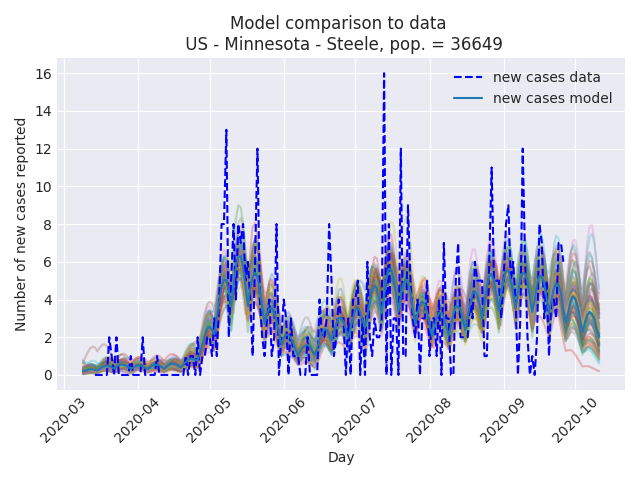 Model comparison to data
US - Minnesota - Steele, pop. = 36649
new cases data
new cases model
Number of new cases reported
16
14
12
10
8
6
4
2
0
2020-03
2020-04
2020-05
2020-06
2020-07
2020-08
2020-09
2020-10
Day